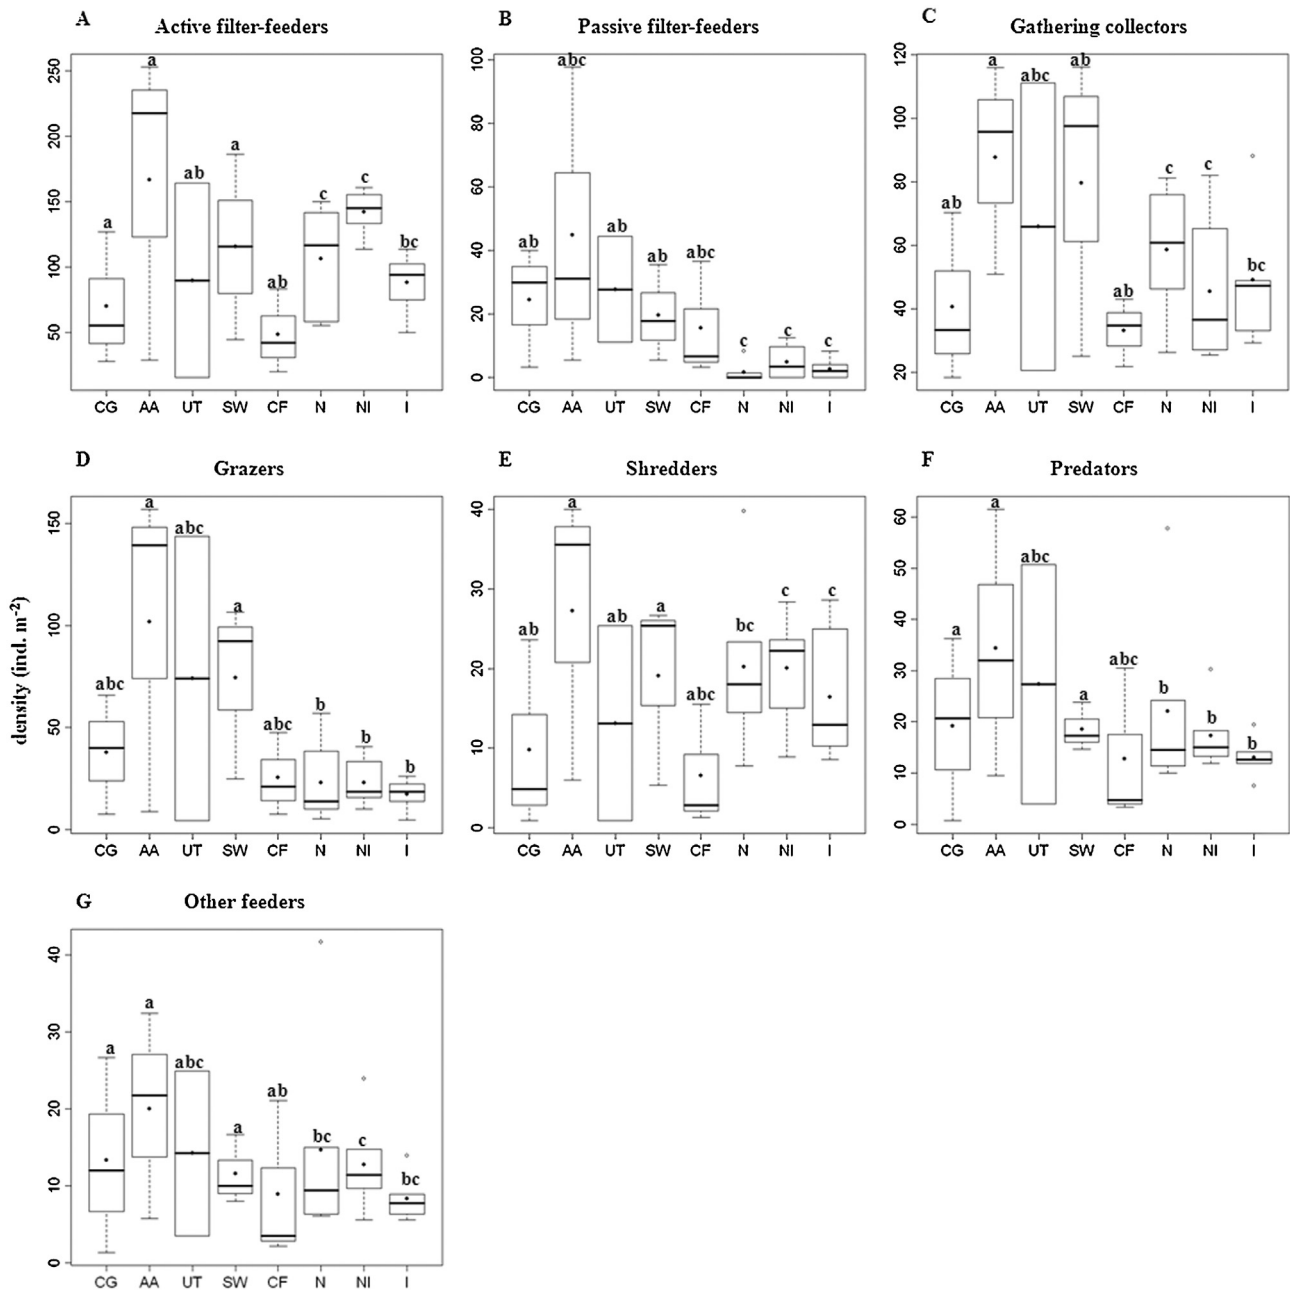 A Active filter-feeders
250
200
150
100
50
a
a
ab
a
ab
c
c
bc
CG AA UT SW CF N NI I
B Passive filter-feeders
100
80
60
40
20
0
ab
abc
ab
ab
abc
c
c
c
CG AA UT SW CF N NI I
C Gathering collectors
120
100
80
60
40
20
ab
a
abc
ab
ab
c
c
bc
CG AA UT SW CF N NI I
density (ind. m⁻²)
D Grazers
150
100
50
0
abc
a
abc
a
abc
b
b
b
CG AA UT SW CF N NI I
E Shredders
40
30
20
10
0
ab
a
ab
a
abc
bc
c
c
CG AA UT SW CF N NI I
F Predators
60
50
40
30
20
10
0
a
a
abc
a
abc
b
b
b
CG AA UT SW CF N NI I
G Other feeders
40
30
20
10
0
a
a
abc
a
ab
bc
c
bc
CG AA UT SW CF N NI I